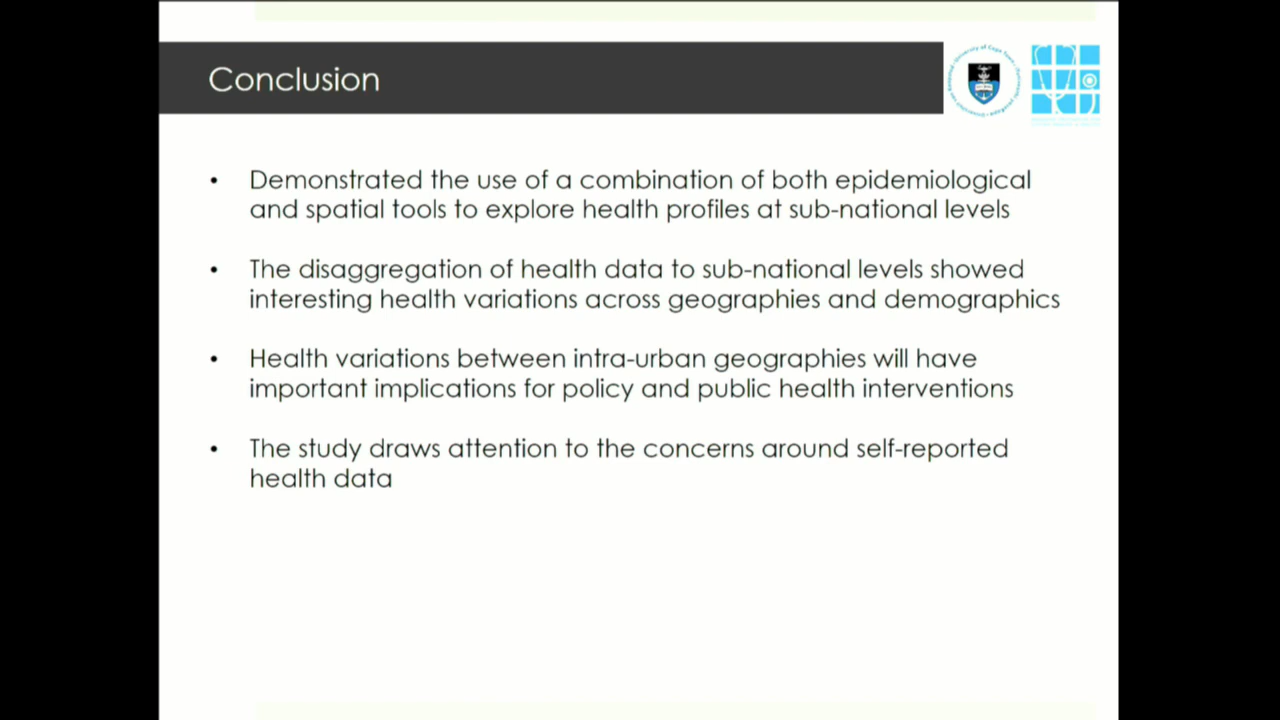 Conclusion
• Demonstrated the use of a combination of both epidemiological
and spatial tools to explore health profiles at sub-national levels
• The disaggregation of health data to sub-national levels showed
interesting health variations across geographies and demographics
• Health variations between intra-urban geographies will have
important implications for policy and public health interventions
• The study draws attention to the concerns around self-reported
health data